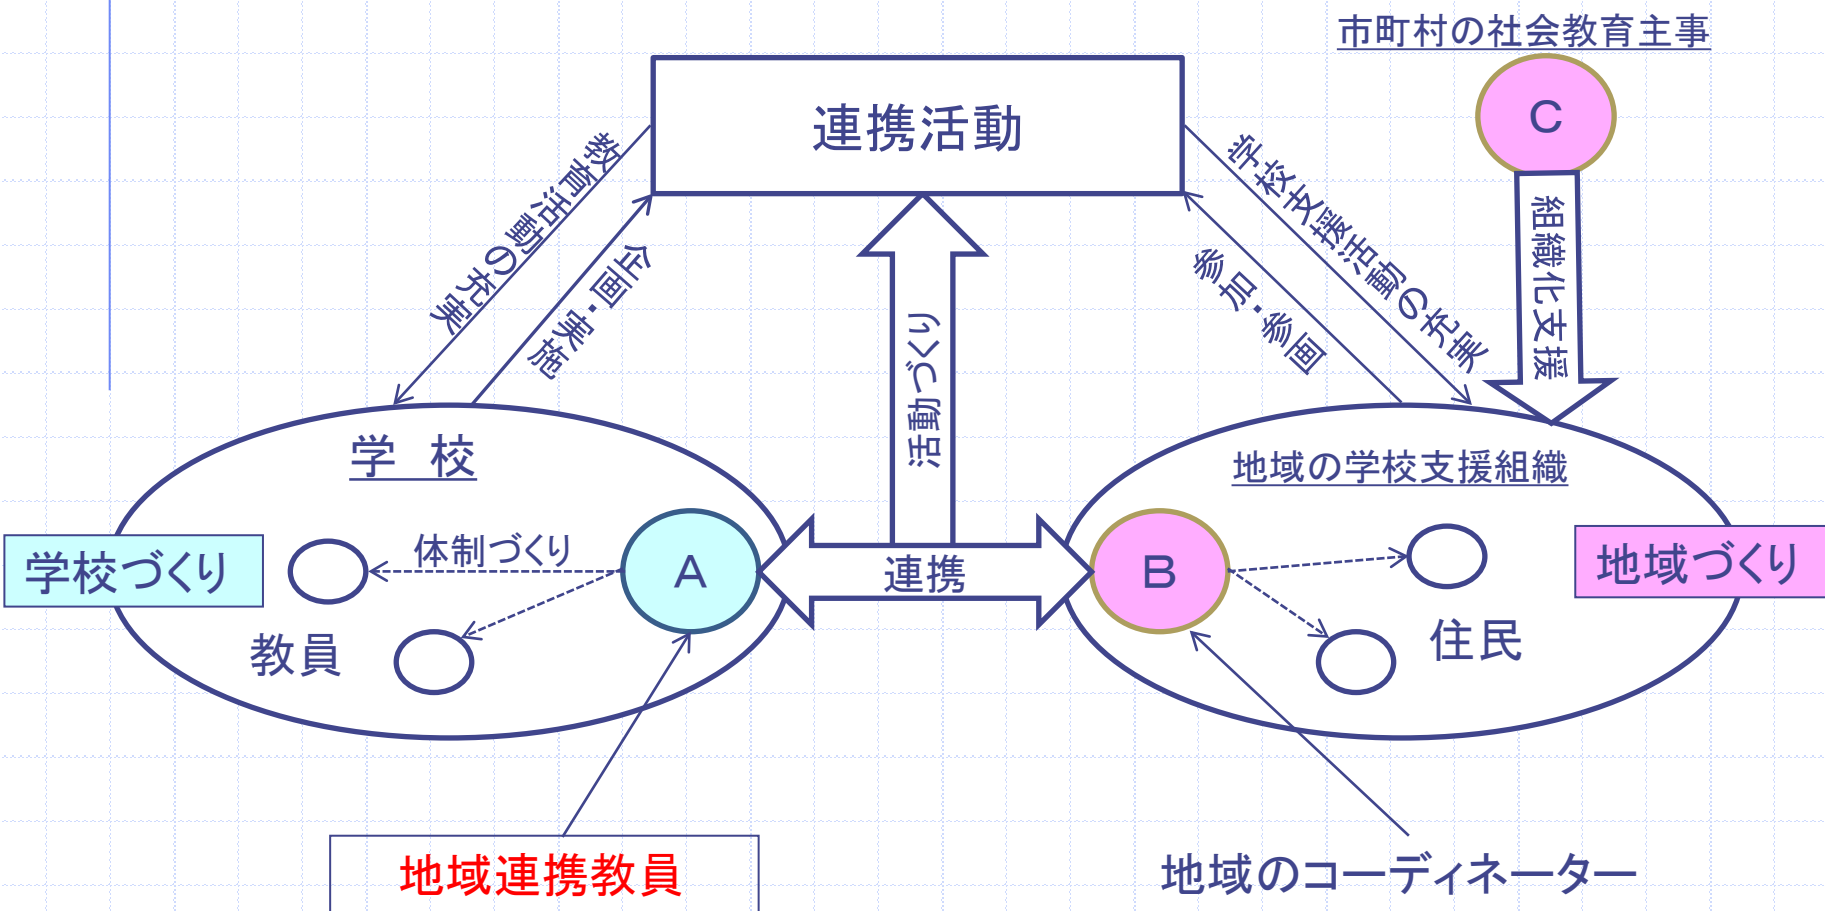 市町村の社会教育主事
連携活動
C
教育活動の充実
企画・実施
学校支援活動の充実
参加・参画
組織化支援
活動づくり
学 校
地域の学校支援組織
学校づくり
体制づくり
A
連携
B
地域づくり
教員
住民
地域連携教員
地域のコーディネーター